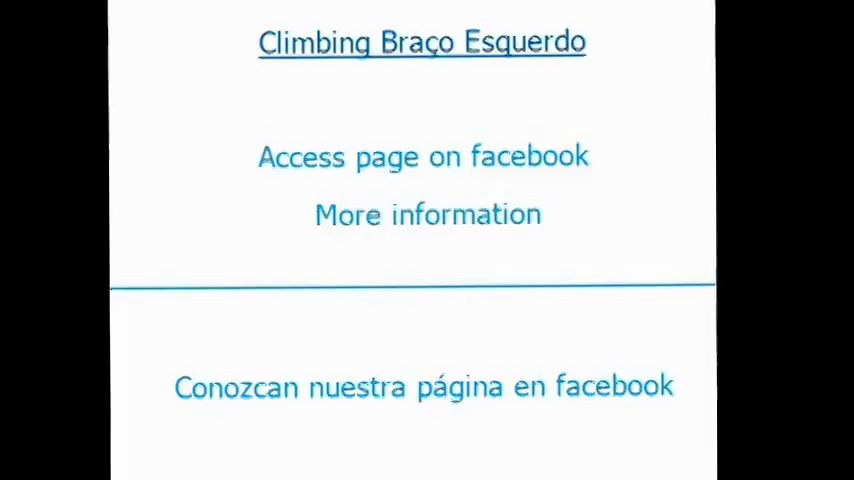 Climbing Braço Esquerdo
Access page on facebook
More information
Conozcan nuestra página en facebook